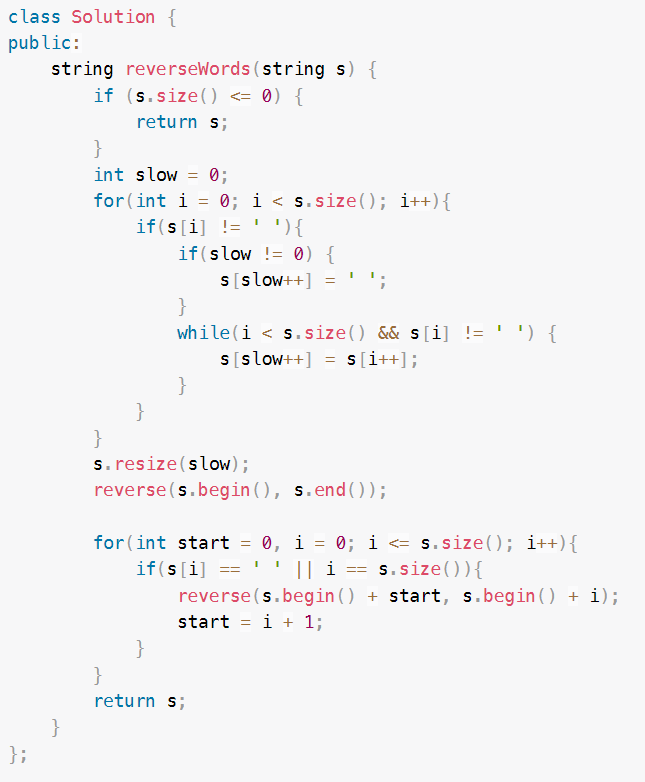 class Solution {
public:
    string reverseWords(string s) {
        if (s.size() <= 0) {
            return s;
        }
        int slow = 0;
        for(int i = 0; i < s.size(); i++){
            if(s[i] != ' '){
                if(slow != 0) {
                    s[slow++] = ' ';
                }
                while(i < s.size() && s[i] != ' ') {
                    s[slow++] = s[i++];
                }
            }
        }
        s.resize(slow);
        reverse(s.begin(), s.end());

        for(int start = 0, i = 0; i <= s.size(); i++){
            if(s[i] == ' ' || i == s.size()){
                reverse(s.begin() + start, s.begin() + i);
                start = i + 1;
            }
        }
        return s;
    }
};